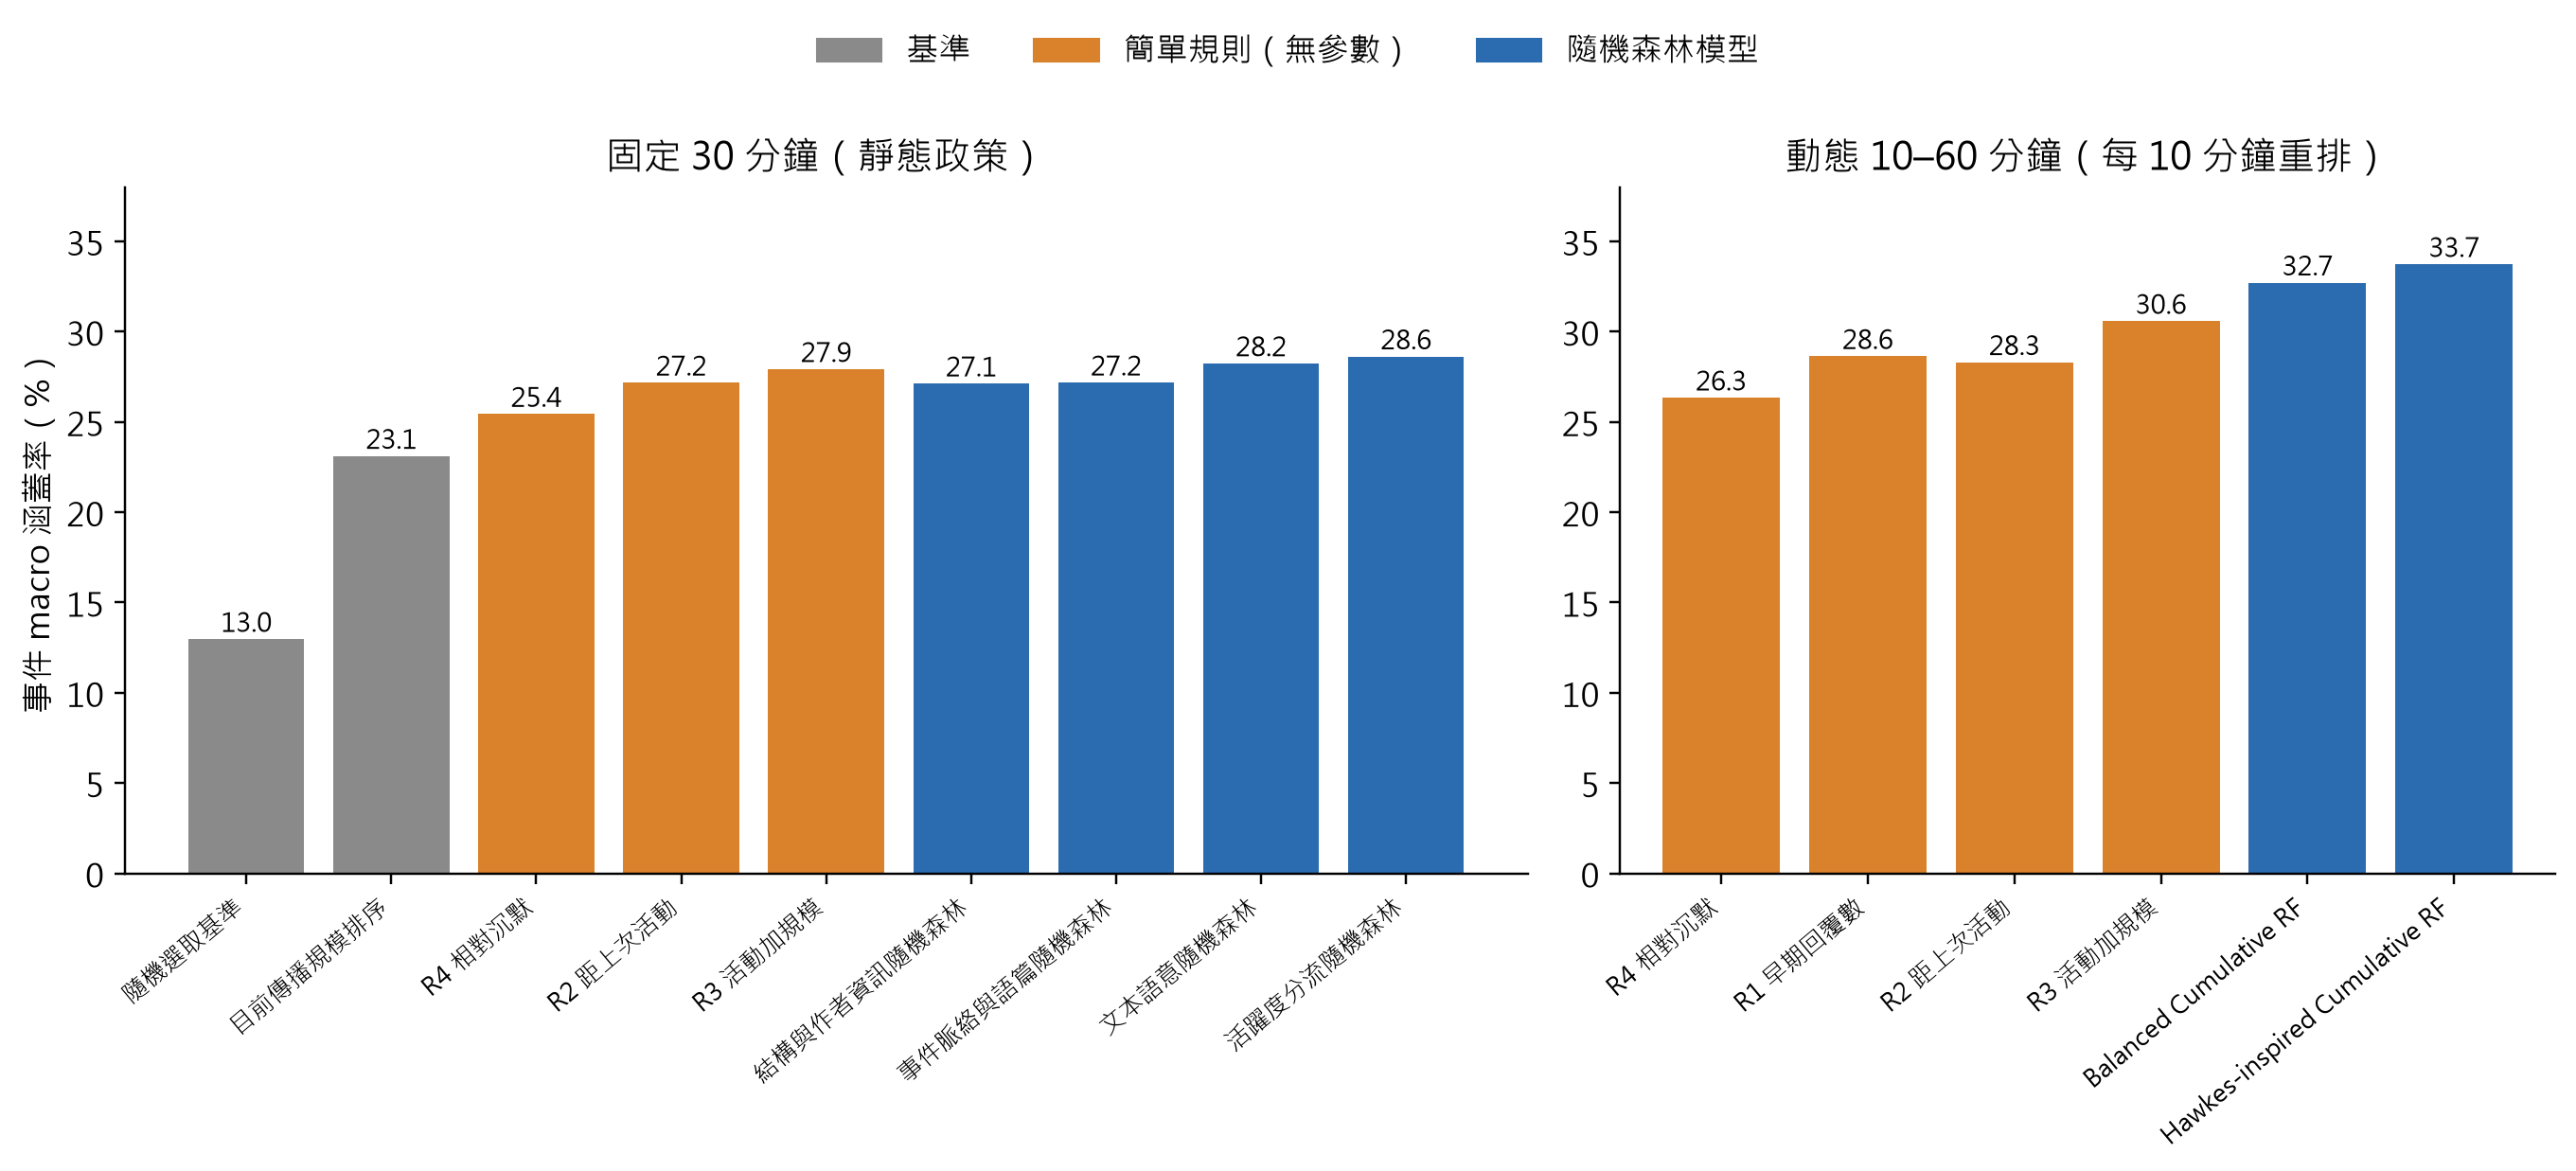 基準
簡單規則（無參數）
隨機森林模型
固定 30 分鐘（靜態政策）
事件 macro 涵蓋率（%）
35
30
25
20
15
10
5
0
13.0
23.1
25.4
27.2
27.9
27.1
27.2
28.2
28.6
隨機選取基準
目前傳播規模排序
R4 相對沉默
R2 距上次活動
R3 活動加規模
結構與作者資訊隨機森林
事件脈絡與語篇隨機森林
文本語意隨機森林
活躍度分流隨機森林
動態 10–60 分鐘（每 10 分鐘重排）
35
30
25
20
15
10
5
0
26.3
28.6
28.3
30.6
32.7
33.7
R4 相對沉默
R1 早期回覆數
R2 距上次活動
R3 活動加規模
Balanced Cumulative RF
Hawkes-inspired Cumulative RF